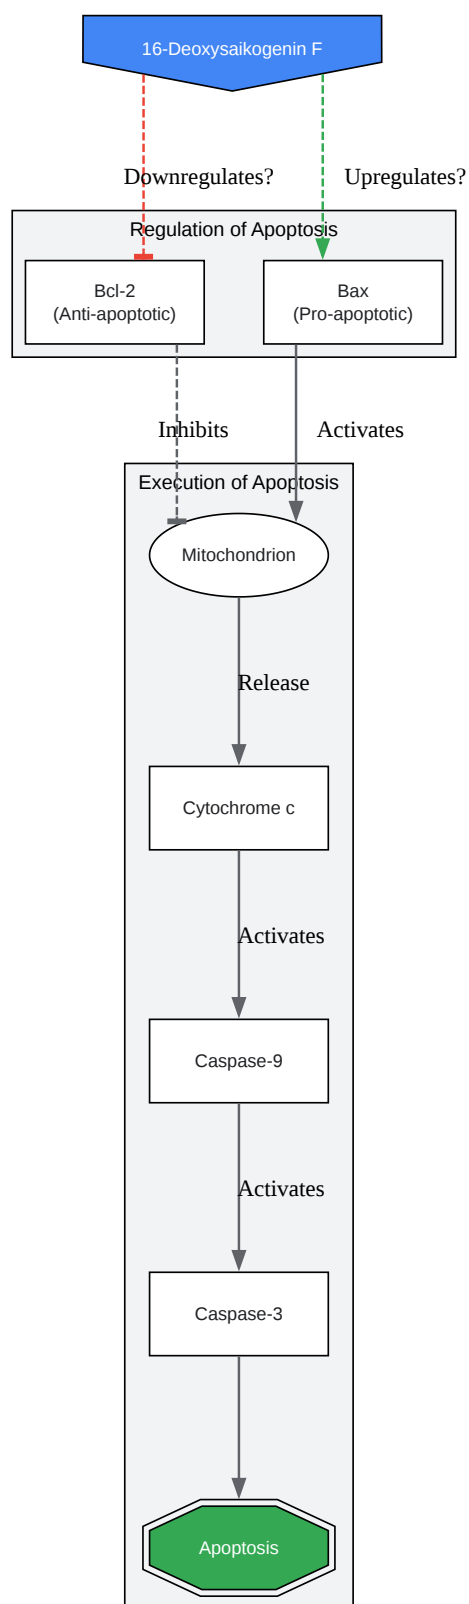 16-Deoxysaikogenin F
Downregulates?
Upregulates?
Regulation of Apoptosis
Bcl-2
(Anti-apoptotic)
Bax
(Pro-apoptotic)
Inhibits
Activates
Execution of Apoptosis
Mitochondrion
Release
Cytochrome c
Activates
Caspase-9
Activates
Caspase-3
Apoptosis